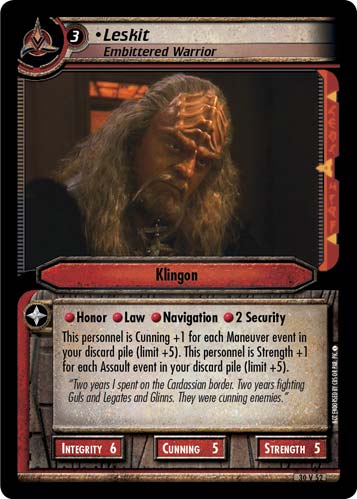 3 •Leskit
Embittered Warrior
Klingon
•Honor •Law •Navigation •2 Security
This personnel is Cunning +1 for each Maneuver event in
your discard pile (limit +5). This personnel is Strength +1
for each Assault event in your discard pile (limit +5).
"Two years I spent on the Cardassian border. Two years fighting
Guls and Legates and Glinns. They were cunning enemies."
INTEGRITY 6 CUNNING 5 STRENGTH 5
30 V 52